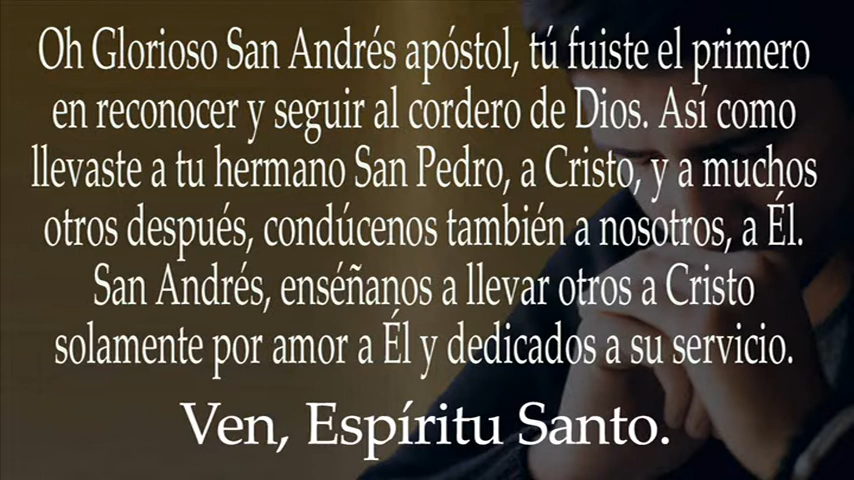 Oh Glorioso San Andrés apóstol, tú fuiste el primero
en reconocer y seguir al cordero de Dios. Así como
llevaste a tu hermano San Pedro, a Cristo, y a muchos
otros después, condúcenos también a nosotros, a Él.
San Andrés, enséñanos a llevar otros a Cristo
solamente por amor a Él y dedicados a su servicio.
Ven, Espíritu Santo.